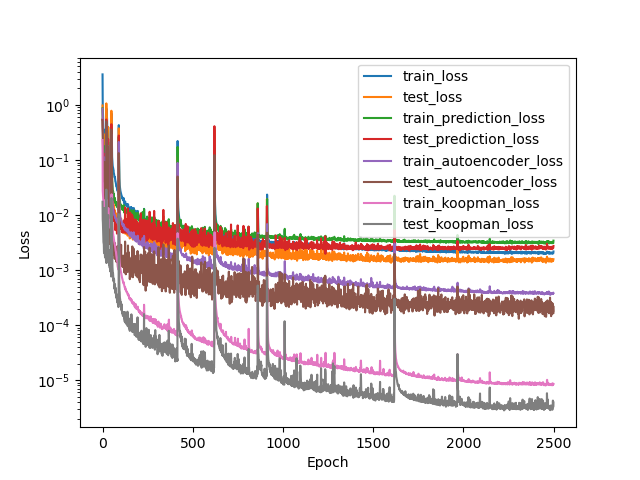 train_loss
test_loss
train_prediction_loss
test_prediction_loss
train_autoencoder_loss
test_autoencoder_loss
train_koopman_loss
test_koopman_loss
10⁰
10⁻¹
10⁻²
10⁻³
10⁻⁴
10⁻⁵
Loss
0 500 1000 1500 2000 2500
Epoch